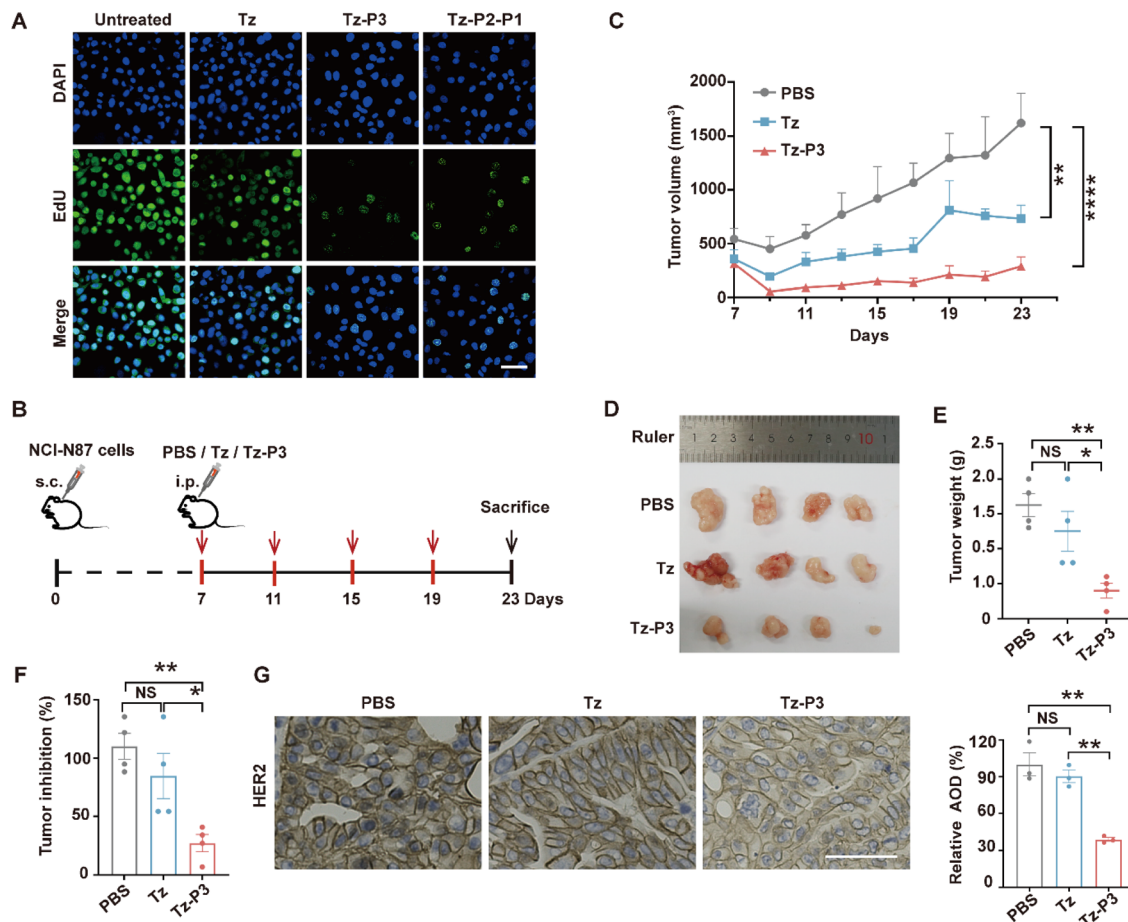 A
Untreated Tz Tz-P3 Tz-P2-P1
DAPI
EdU
Merge
B
NCI-N87 cells
s.c.
PBS / Tz / Tz-P3
i.p.
Sacrifice
0 7 11 15 19 23 Days
C
2000
1500
1000
500
0
Tumor volume (mm³)
PBS
Tz
Tz-P3
**
****
7 11 15 19 23
Days
D
Ruler
1 2 3 4 5 6 7 8 9 10 1
PBS
Tz
Tz-P3
E
**
NS *
2.5
2.0
1.5
0.5
1.0
0
Tumor weight (g)
PBS Tz Tz-P3
F
**
NS *
150
100
50
0
Tumor inhibition (%)
PBS Tz Tz-P3
G
PBS Tz Tz-P3
HER2
**
NS
**
120
90
60
30
0
Relative AOD (%)
PBS Tz Tz-P3